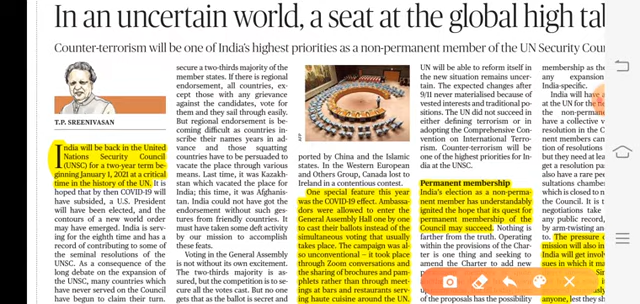 In an uncertain world, a seat at the global high
Counter-terrorism will be one of India's highest priorities as a non-permanent member of the UN Security
T.P. SREENIVASAN
India will be back in the United
Nations Security Council
(UNSC) for a two-year term be-
ginning January 1, 2021 at a critical
time in the history of the UN. It is
hoped that by then COVID-19 will
have subsided, a U.S. President
will have been elected, and the
contours of a new world order
may have emerged. India is serv-
ing for the eighth time and has a
record of contributing to some of
the seminal resolutions of the
UNSC. As a consequence of the
long debate on the expansion of
the UNSC, many countries which
have never served on the Council
have begun to claim their turn.
secure a two-thirds majority of the
member states. If there is regional
endorsement, all countries, ex-
cept those with any grievance
against the candidates, vote for
them and they sail through easily.
But regional endorsement is be-
coming difficult as countries in-
scribe their names years in ad-
vance and those squatting
countries have to be persuaded to
vacate the place through various
means. Last time, it was Kazakh-
stan which vacated the place for
India; this time, it was Afghanis-
tan. India could not have got the
endorsement without such ges-
tures from friendly countries. It
must have taken some deft activity
by our mission to accomplish
these feats.
Voting in the General Assembly
is not without its own excitement.
The two-thirds majority is as-
sured, but the competition is to se-
cure all the votes cast. But no one
gets that as the ballot is secret and
AFP
ported by China and the Islamic
states. In the Western European
and Others Group, Canada lost to
Ireland in a contentious contest.
One special feature this year
was the COVID-19 effect. Ambassa-
dors were allowed to enter the
General Assembly Hall one by one
to cast their ballots instead of the
simultaneous voting that usually
takes place. The campaign was al-
so unconventional – it took place
through Zoom conversations and
the sharing of brochures and pam-
phlets rather than through meet-
ings at bars and restaurants serv-
ing haute cuisine around the UN.
UN will be able to reform itself in
the new situation remains uncer-
tain. The expected changes after
9/11 never materialised because of
vested interests and traditional po-
sitions. The UN did not succeed in
either defining terrorism or in
adopting the Comprehensive Con-
vention on International Terro-
rism. Counter-terrorism will be
one of the highest priorities for In-
dia at the UNSC.
Permanent membership
India's election as a non-perma-
nent member has understandably
ignited the hope that its quest for
permanent membership of the
Council may succeed. Nothing is
farther from the truth. Operating
within the provisions of the Char-
ter is one thing and seeking to
amend the Charter to add new
of the proposals has the possibility
membership as the
any expansion
India-specific.
India will have
at the UN for the
the non-permanen
have a collective v
resolution in the C
nent members can
tion of resolutions
but they need at lea
get a resolution pa
also have a rare pee
sultations chamber
which is closed to n
the Council. It is t
negotiations take
any public record,
by arm-twisting an
to. The pressure o
mission will also in
India will get invol
sues in which it ma
anyone, lest they s